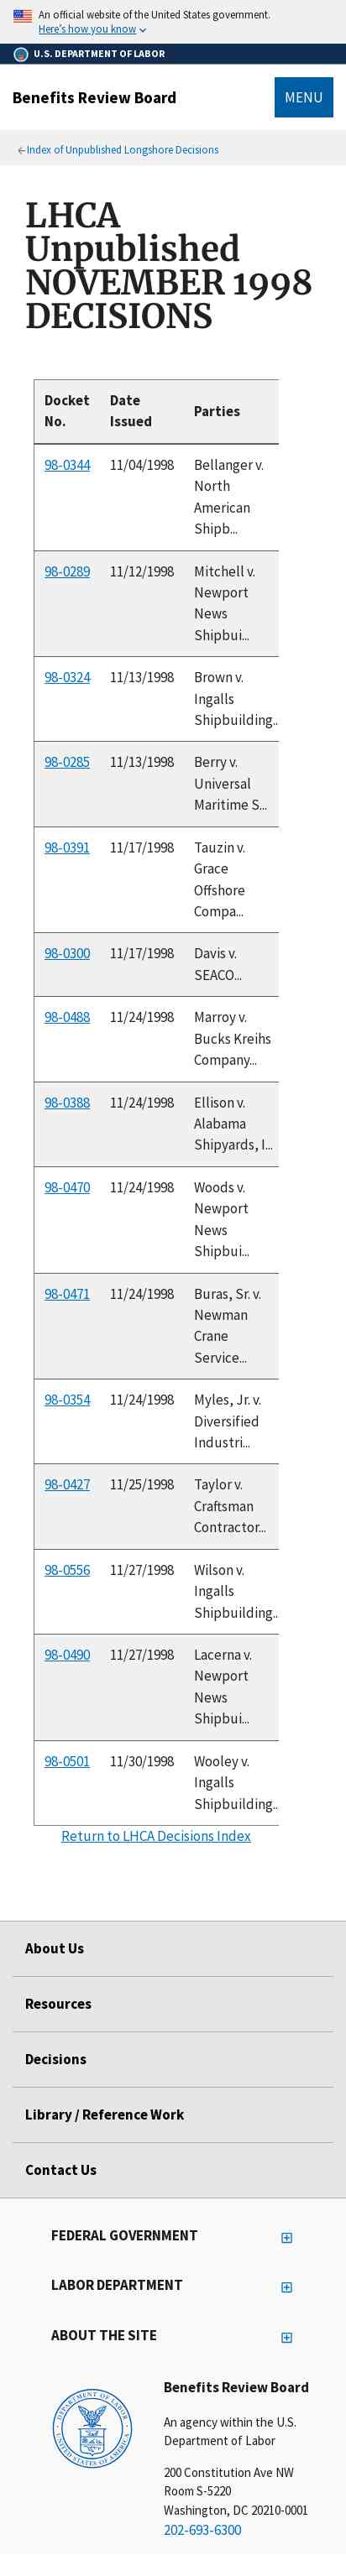 An official website of the United States government.
Here's how you know
U.S. DEPARTMENT OF LABOR
Benefits Review Board
MENU
Index of Unpublished Longshore Decisions
LHCA
Unpublished
NOVEMBER 1998
DECISIONS
Docket No.
Date Issued
Parties
98-0344
11/04/1998
Bellanger v.
North
American
Shipb...
98-0289
11/12/1998
Mitchell v.
Newport
News
Shipbui...
98-0324
11/13/1998
Brown v.
Ingalls
Shipbuilding..
98-0285
11/13/1998
Berry v.
Universal
Maritime S...
98-0391
11/17/1998
Tauzin v.
Grace
Offshore
Compa...
98-0300
11/17/1998
Davis v.
SEACO...
98-0488
11/24/1998
Marroy v.
Bucks Kreihs
Company...
98-0388
11/24/1998
Ellison v.
Alabama
Shipyards, I...
98-0470
11/24/1998
Woods v.
Newport
News
Shipbui...
98-0471
11/24/1998
Buras, Sr. v.
Newman
Crane
Service...
98-0354
11/24/1998
Myles, Jr. v.
Diversified
Industri...
98-0427
11/25/1998
Taylor v.
Craftsman
Contractor...
98-0556
11/27/1998
Wilson v.
Ingalls
Shipbuilding..
98-0490
11/27/1998
Lacerna v.
Newport
News
Shipbui...
98-0501
11/30/1998
Wooley v.
Ingalls
Shipbuilding..
Return to LHCA Decisions Index
About Us
Resources
Decisions
Library / Reference Work
Contact Us
FEDERAL GOVERNMENT
LABOR DEPARTMENT
ABOUT THE SITE
DEPARTMENT OF LABOR
UNITED STATES OF AMERICA
Benefits Review Board
An agency within the U.S.
Department of Labor
200 Constitution Ave NW
Room S-5220
Washington, DC 20210-0001
202-693-6300